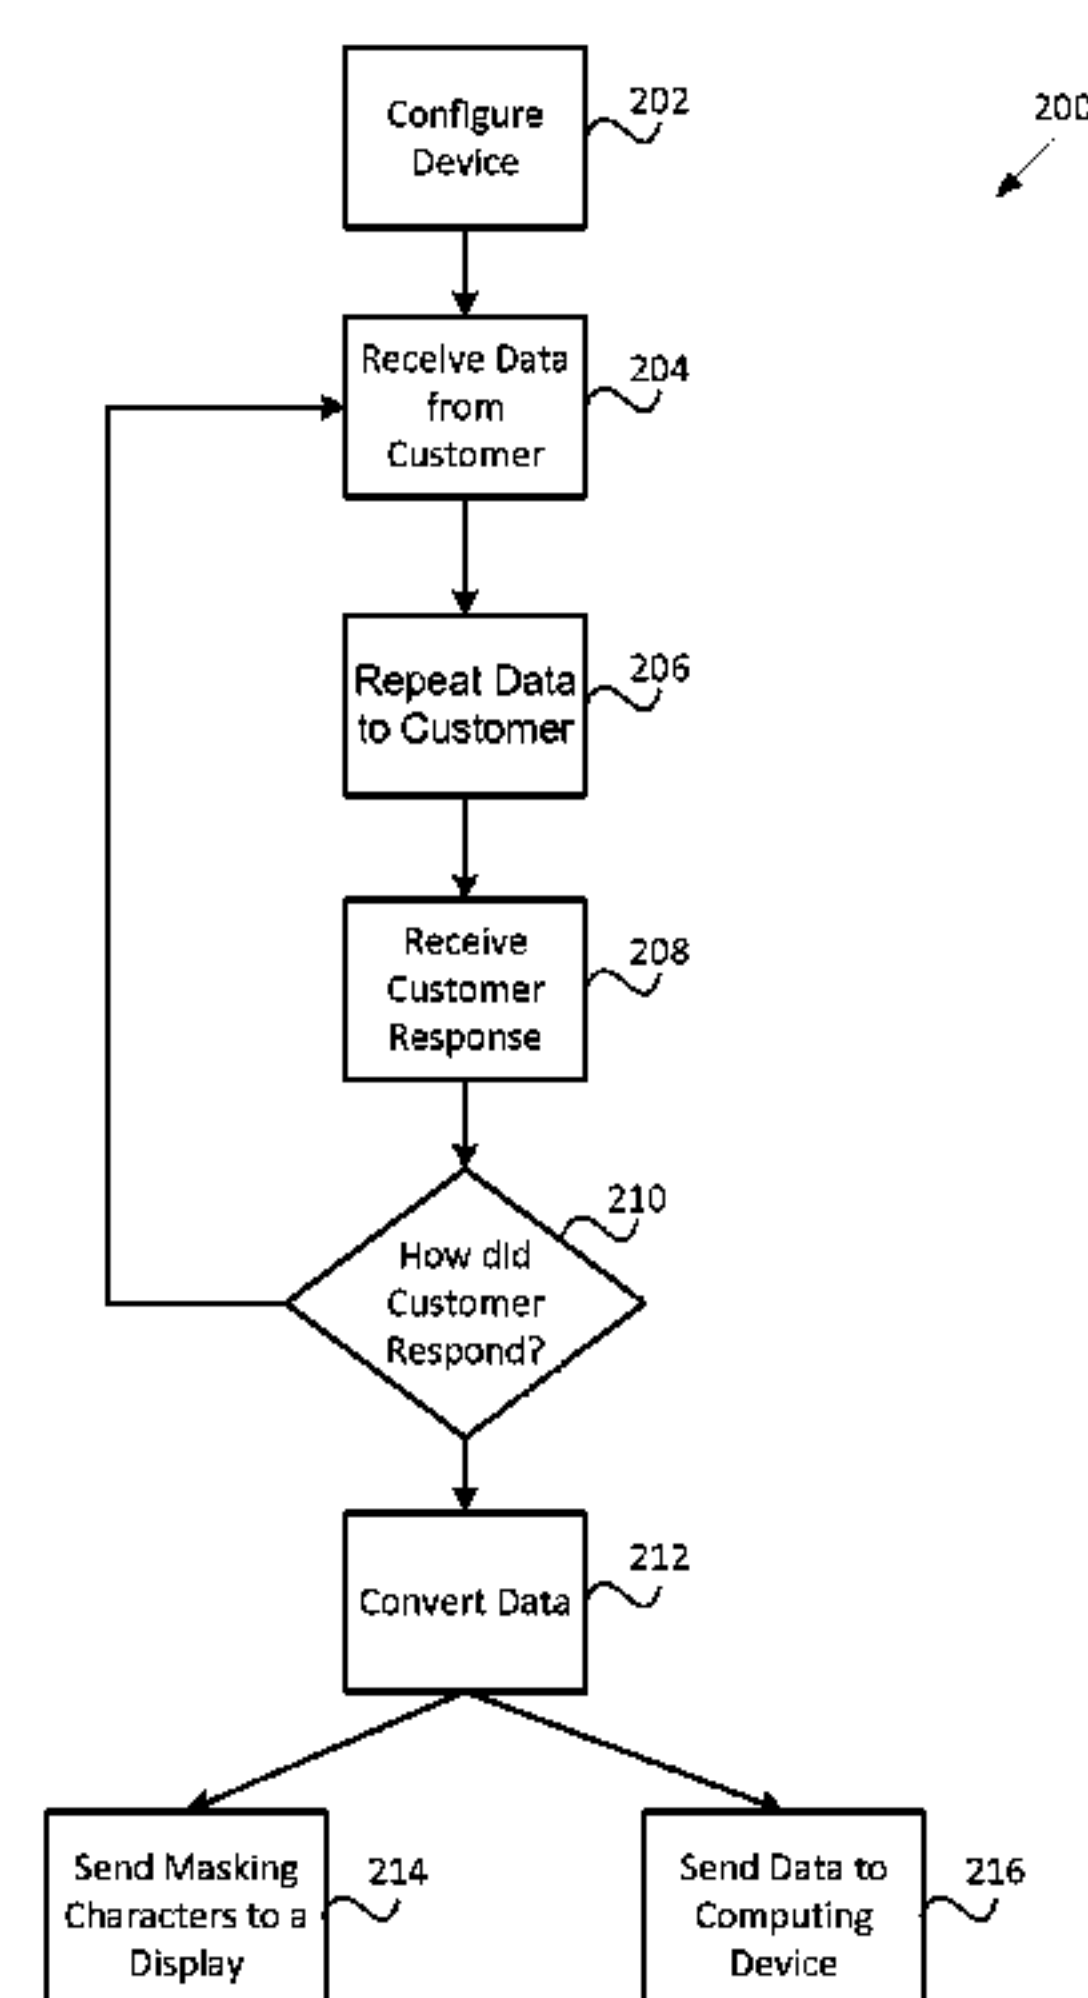 Configure
Device
202
200
Receive Data
from
Customer
204
Repeat Data
to Customer
206
Receive
Customer
Response
208
How did
Customer
Respond?
210
Convert Data
212
Send Masking
Characters to a
Display
214
Send Data to
Computing
Device
216